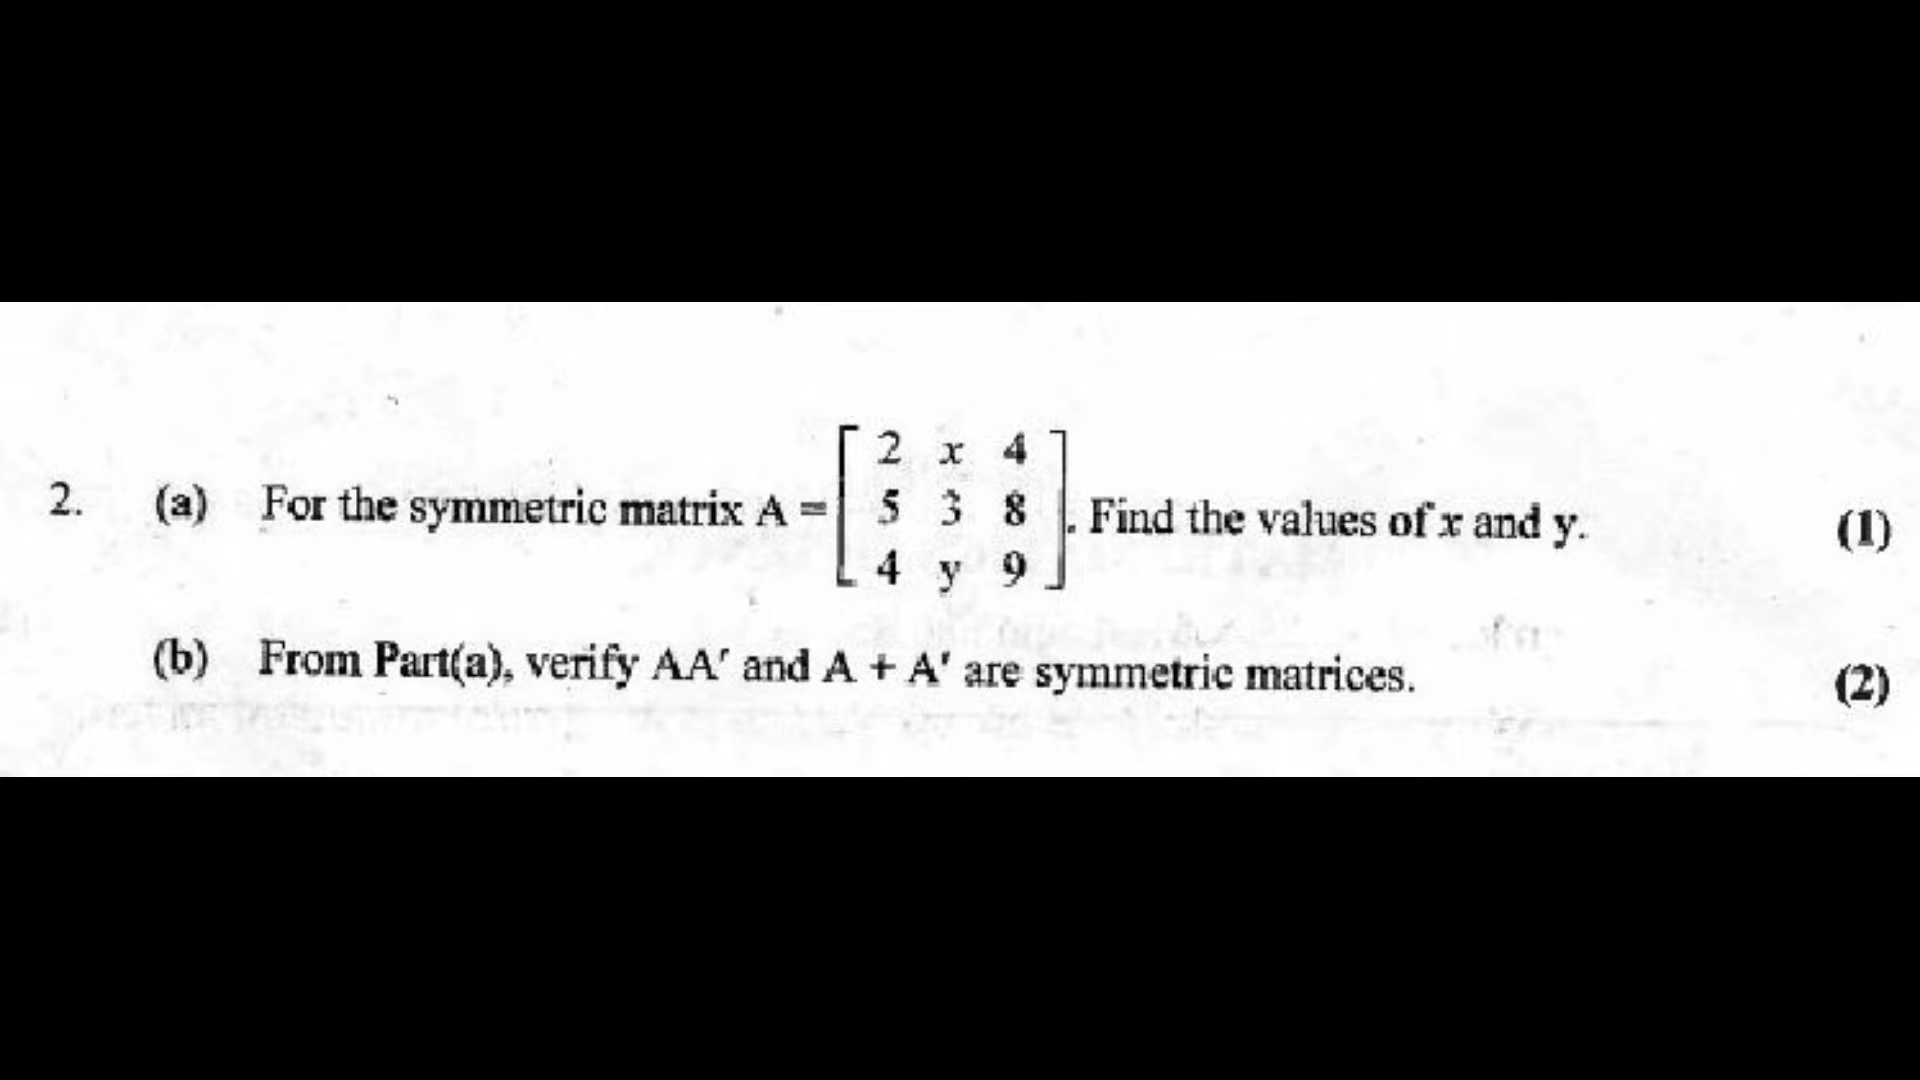 2. (a) For the symmetric matrix A = [ 2 x 4
5 3 8
4 y 9 ]. Find the values of x and y. (1)
(b) From Part(a), verify AA′ and A + A′ are symmetric matrices. (2)